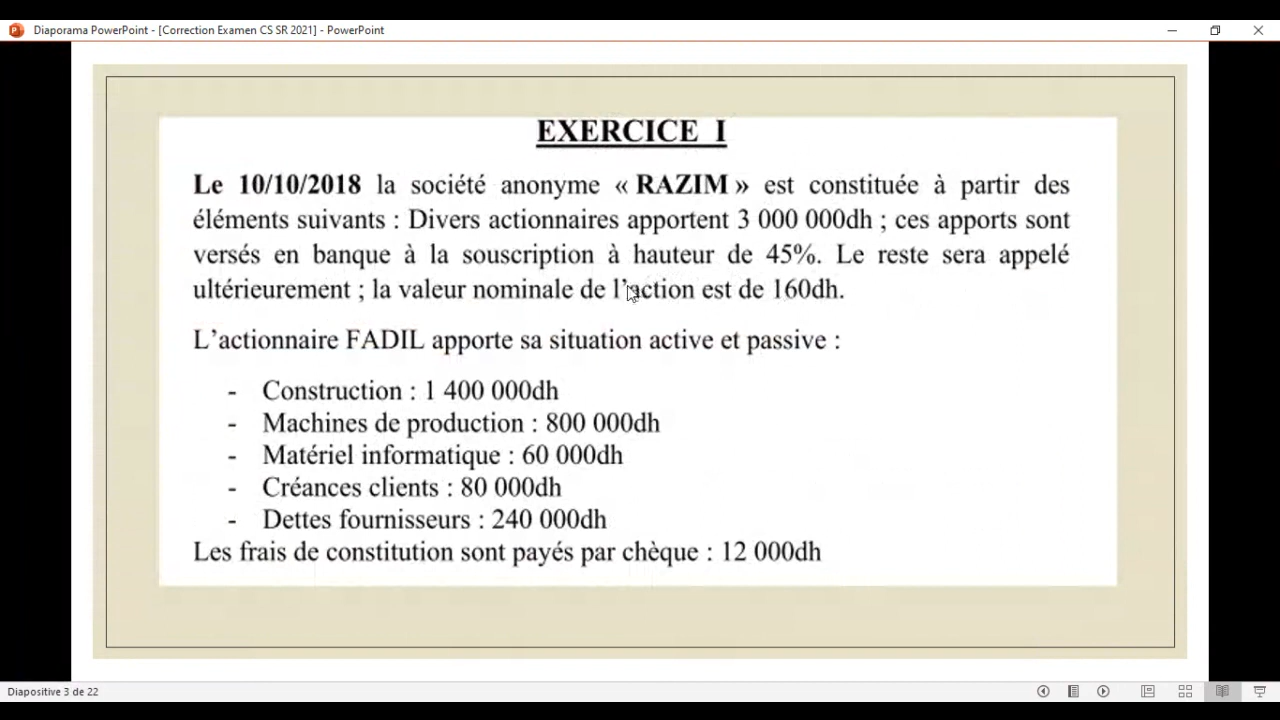 Diaporama PowerPoint - [Correction Examen CS SR 2021] - PowerPoint
EXERCICE I
Le 10/10/2018 la société anonyme « RAZIM » est constituée à partir des
éléments suivants : Divers actionnaires apportent 3 000 000dh ; ces apports sont
versés en banque à la souscription à hauteur de 45%. Le reste sera appelé
ultérieurement ; la valeur nominale de l'action est de 160dh.
L'actionnaire FADIL apporte sa situation active et passive :
- Construction : 1 400 000dh
- Machines de production : 800 000dh
- Matériel informatique : 60 000dh
- Créances clients : 80 000dh
- Dettes fournisseurs : 240 000dh
Les frais de constitution sont payés par chèque : 12 000dh
Diapositive 3 de 22